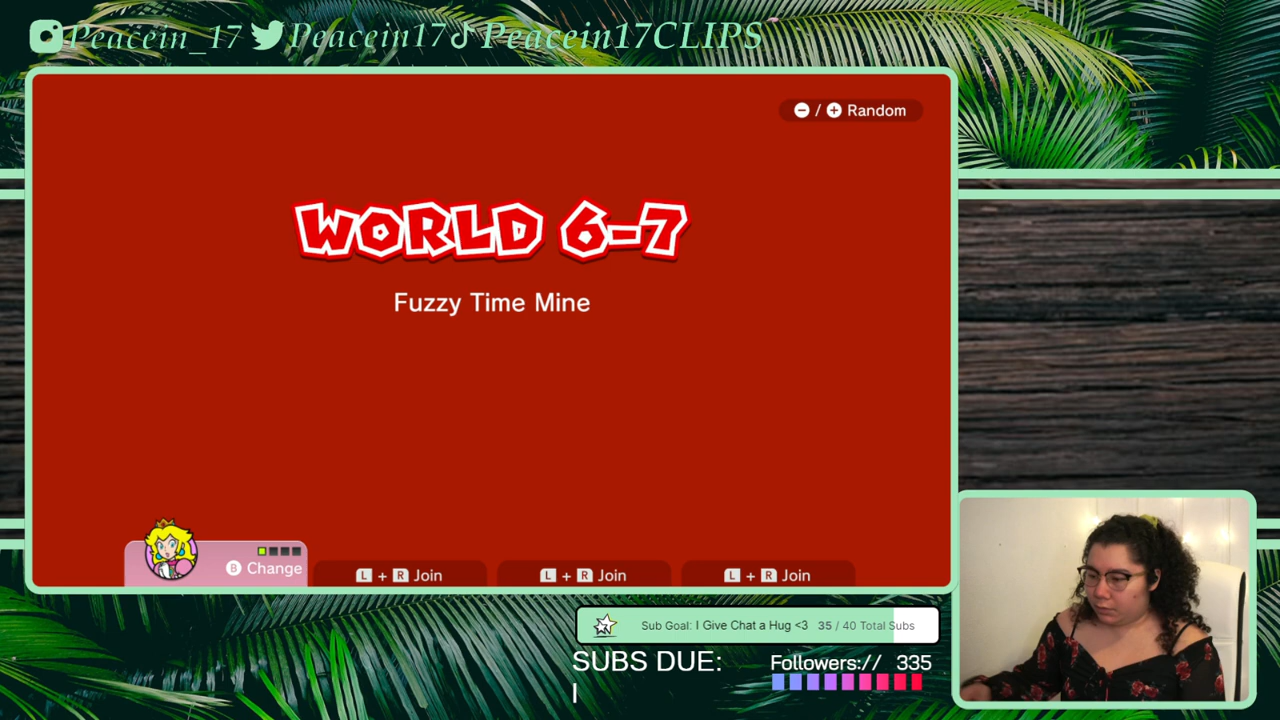 Peacein_17 Peacein17 Peacein17CLIPS
- / + Random
WORLD 6-7
Fuzzy Time Mine
B Change
L + R Join
L + R Join
L + R Join
Sub Goal: I Give Chat a Hug <3 35 / 40 Total Subs
SUBS DUE:
Followers:// 335